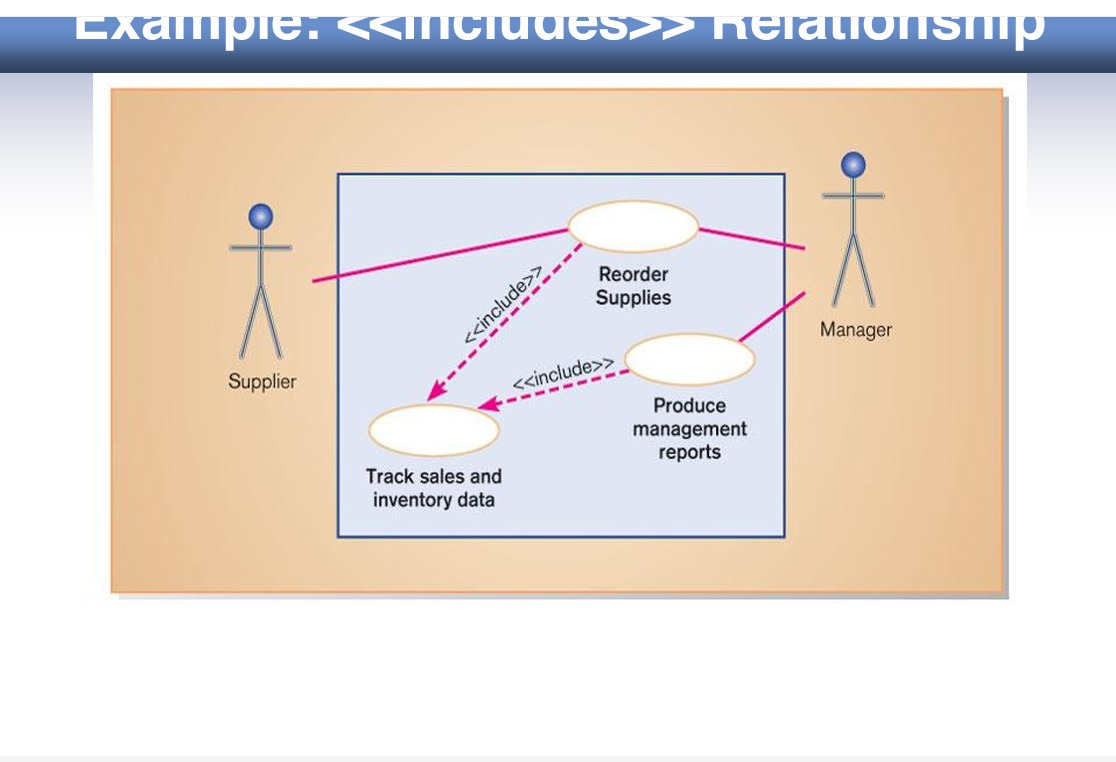 Example: <<includes>> Relationship
Reorder
Supplies
<<include>>
Manager
<<include>>
Supplier
Produce
management
reports
Track sales and
inventory data